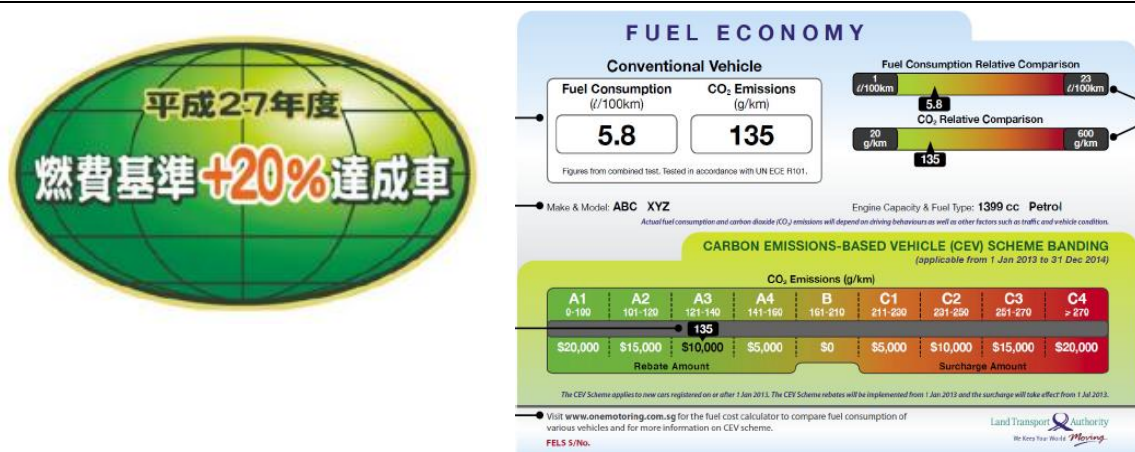 平成27年度
燃費基準+20%達成車
FUEL ECONOMY
Conventional Vehicle
Fuel Consumption
(ℓ/100km)
5.8
CO₂ Emissions
(g/km)
135
Figures from combined test. Tested in accordance with UN ECE R101.
Fuel Consumption Relative Comparison
1
ℓ/100km
23
ℓ/100km
5.8
CO₂ Relative Comparison
20
g/km
600
g/km
135
Make & Model: ABC XYZ
Engine Capacity & Fuel Type: 1399 cc Petrol
Actual fuel consumption and carbon dioxide (CO₂) emissions will depend on driving behaviours as well as other factors such as traffic and vehicle condition.
CARBON EMISSIONS-BASED VEHICLE (CEV) SCHEME BANDING
(applicable from 1 Jan 2013 to 31 Dec 2014)
CO₂ Emissions (g/km)
A1 A2 A3 A4 B C1 C2 C3 C4
0-100 101-120 121-140 141-160 161-210 211-230 231-250 251-270 ≥ 270
135
$20,000 $15,000 $10,000 $5,000 $0 $5,000 $10,000 $15,000 $20,000
Rebate Amount Surcharge Amount
The CEV Scheme applies to new cars registered on or after 1 Jan 2013. The CEV Scheme rebates will be implemented from 1 Jan 2013 and the surcharge will take effect from 1 Jul 2013.
Visit www.onemotoring.com.sg for the fuel cost calculator to compare fuel consumption of
various vehicles and for more information on CEV scheme.
FELS S/No.
Land Transport Authority
We Keep Your World Moving